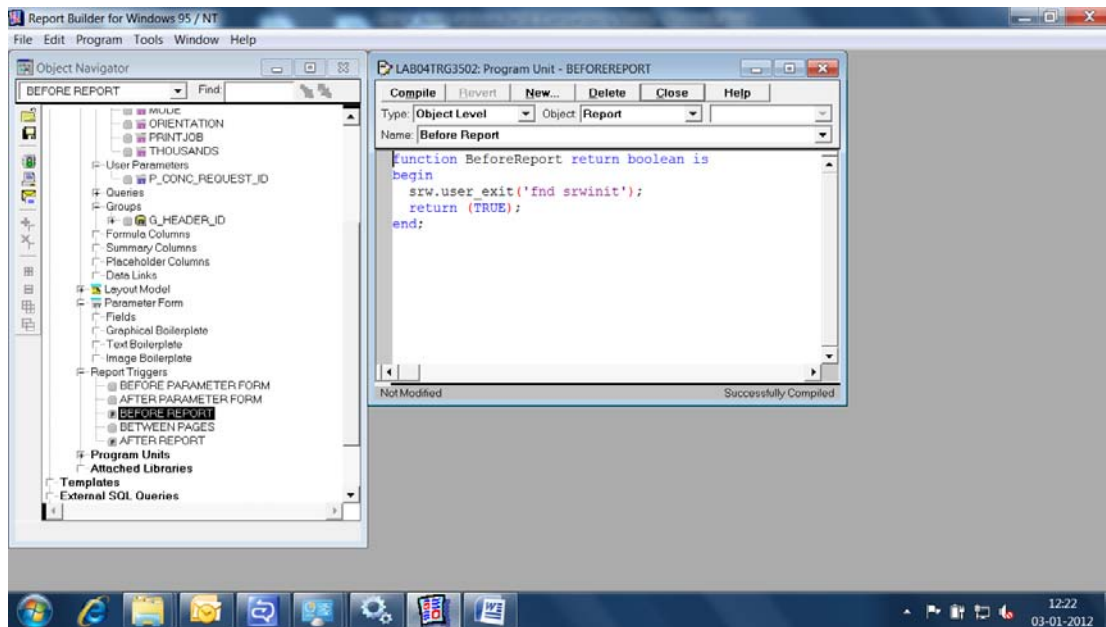 Report Builder for Windows 95 / NT
File Edit Program Tools Window Help
Object Navigator
BEFORE REPORT
Find:
MODE
ORIENTATION
PRINTJOB
THOUSANDS
User Parameters
P_CONC_REQUEST_ID
Queries
Groups
G_HEADER_ID
Formula Columns
Summary Columns
Placeholder Columns
Data Links
Layout Model
Parameter Form
Fields
Graphical Boilerplate
Text Boilerplate
Image Boilerplate
Report Triggers
BEFORE PARAMETER FORM
AFTER PARAMETER FORM
BEFORE REPORT
BETWEEN PAGES
AFTER REPORT
Program Units
Attached Libraries
Templates
External SQL Queries
LAB04TRG3502: Program Unit - BEFOREREPORT
Compile Revert New... Delete Close Help
Type: Object Level Object: Report
Name: Before Report
function BeforeReport return boolean is
begin
srw.user_exit('fnd srwinit');
return (TRUE);
end;
Not Modified Successfully Compiled
12:22
03-01-2012